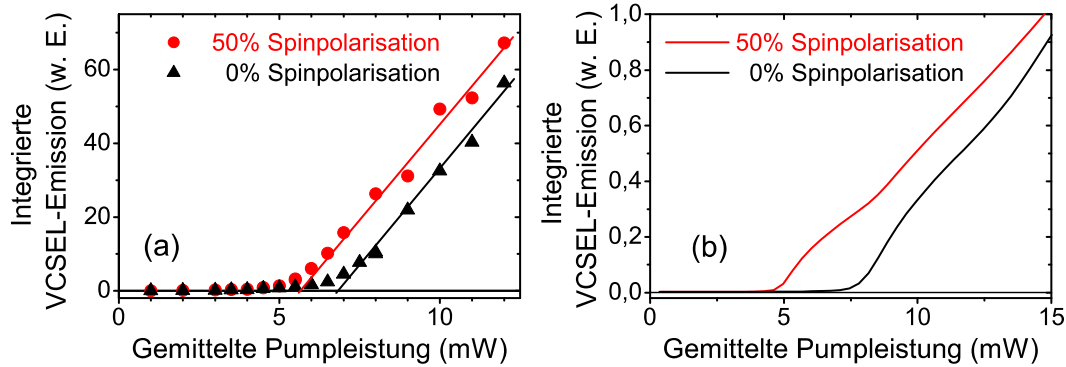 Integrierte
VCSEL-Emission (w. E.)
60
40
20
0
50% Spinpolarisation
0% Spinpolarisation
(a)
0
5
10
Gemittelte Pumpleistung (mW)
Integrierte
VCSEL-Emission (w. E.)
1,0
0,8
0,6
0,4
0,2
0,0
50% Spinpolarisation
0% Spinpolarisation
(b)
0
5
10
15
Gemittelte Pumpleistung (mW)